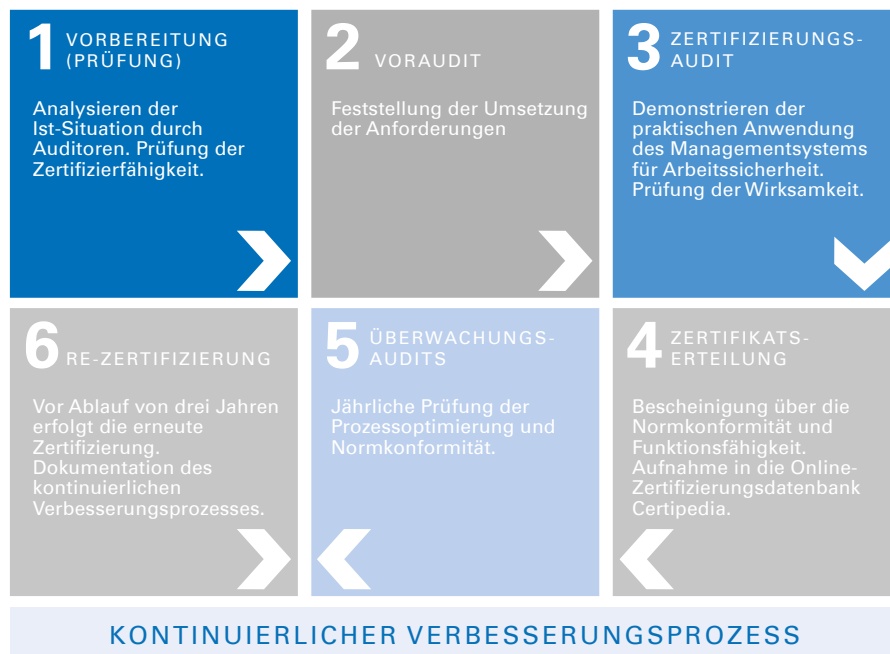 1 VORBEREITUNG
(PRÜFUNG)
Analysieren der
Ist-Situation durch
Auditoren. Prüfung der
Zertifizierfähigkeit.
2 VORAUDIT
Feststellung der Umsetzung
der Anforderungen
3 ZERTIFIZIERUNGS-
AUDIT
Demonstrieren der
praktischen Anwendung
des Managementsystems
für Arbeitssicherheit.
Prüfung der Wirksamkeit.
4 ZERTIFIKATS-
ERTEILUNG
Bescheinigung über die
Normkonformität und
Funktionsfähigkeit.
Aufnahme in die Online-
Zertifizierungsdatenbank
Certipedia.
5 ÜBERWACHUNGS-
AUDITS
Jährliche Prüfung der
Prozessoptimierung und
Normkonformität.
6 RE-ZERTIFIZIERUNG
Vor Ablauf von drei Jahren
erfolgt die erneute
Zertifizierung.
Dokumentation des
kontinuierlichen
Verbesserungsprozesses.
KONTINUIERLICHER VERBESSERUNGSPROZESS